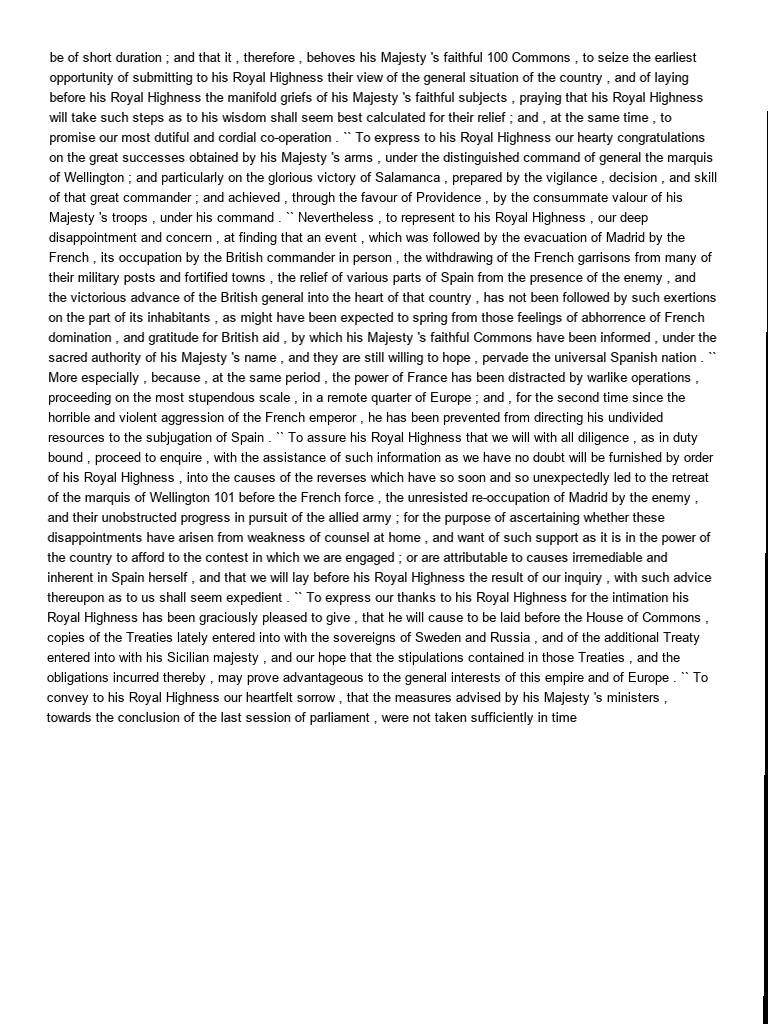 be of short duration ; and that it , therefore , behoves his Majesty 's faithful 100 Commons , to seize the earliest
opportunity of submitting to his Royal Highness their view of the general situation of the country , and of laying
before his Royal Highness the manifold griefs of his Majesty 's faithful subjects , praying that his Royal Highness
will take such steps as to his wisdom shall seem best calculated for their relief ; and , at the same time , to
promise our most dutiful and cordial co-operation . `` To express to his Royal Highness our hearty congratulations
on the great successes obtained by his Majesty 's arms , under the distinguished command of general the marquis
of Wellington ; and particularly on the glorious victory of Salamanca , prepared by the vigilance , decision , and skill
of that great commander ; and achieved , through the favour of Providence , by the consummate valour of his
Majesty 's troops , under his command . `` Nevertheless , to represent to his Royal Highness , our deep
disappointment and concern , at finding that an event , which was followed by the evacuation of Madrid by the
French , its occupation by the British commander in person , the withdrawing of the French garrisons from many of
their military posts and fortified towns , the relief of various parts of Spain from the presence of the enemy , and
the victorious advance of the British general into the heart of that country , has not been followed by such exertions
on the part of its inhabitants , as might have been expected to spring from those feelings of abhorrence of French
domination , and gratitude for British aid , by which his Majesty 's faithful Commons have been informed , under the
sacred authority of his Majesty 's name , and they are still willing to hope , pervade the universal Spanish nation . ``
More especially , because , at the same period , the power of France has been distracted by warlike operations ,
proceeding on the most stupendous scale , in a remote quarter of Europe ; and , for the second time since the
horrible and violent aggression of the French emperor , he has been prevented from directing his undivided
resources to the subjugation of Spain . `` To assure his Royal Highness that we will with all diligence , as in duty
bound , proceed to enquire , with the assistance of such information as we have no doubt will be furnished by order
of his Royal Highness , into the causes of the reverses which have so soon and so unexpectedly led to the retreat
of the marquis of Wellington 101 before the French force , the unresisted re-occupation of Madrid by the enemy ,
and their unobstructed progress in pursuit of the allied army ; for the purpose of ascertaining whether these
disappointments have arisen from weakness of counsel at home , and want of such support as it is in the power of
the country to afford to the contest in which we are engaged ; or are attributable to causes irremediable and
inherent in Spain herself , and that we will lay before his Royal Highness the result of our inquiry , with such advice
thereupon as to us shall seem expedient . `` To express our thanks to his Royal Highness for the intimation his
Royal Highness has been graciously pleased to give , that he will cause to be laid before the House of Commons ,
copies of the Treaties lately entered into with the sovereigns of Sweden and Russia , and of the additional Treaty
entered into with his Sicilian majesty , and our hope that the stipulations contained in those Treaties , and the
obligations incurred thereby , may prove advantageous to the general interests of this empire and of Europe . `` To
convey to his Royal Highness our heartfelt sorrow , that the measures advised by his Majesty 's ministers ,
towards the conclusion of the last session of parliament , were not taken sufficiently in time